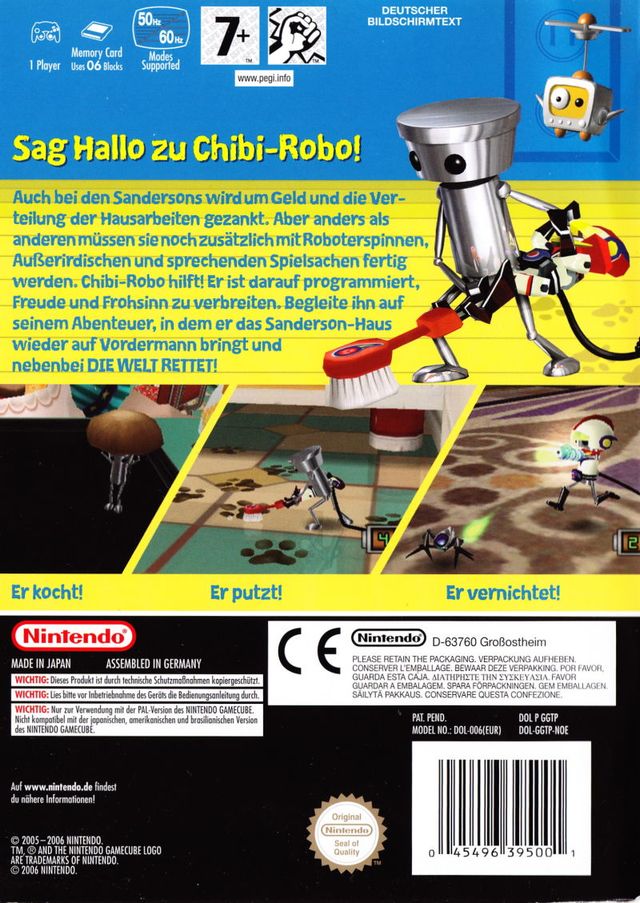 50Hz
60Hz
1 Player
Memory Card
Uses 06 Blocks
Modes
Supported
7+
TM
TM
www.pegi.info
DEUTSCHER
BILDSCHIRMTEXT
Sag Hallo zu Chibi-Robo!
Auch bei den Sandersons wird um Geld und die Ver-
teilung der Hausarbeiten gezankt. Aber anders als
anderen müssen sie noch zusätzlich mit Roboterspinnen,
Außerirdischen und sprechenden Spielsachen fertig
werden. Chibi-Robo hilft! Er ist darauf programmiert,
Freude und Frohsinn zu verbreiten. Begleite ihn auf
seinem Abenteuer, in dem er das Sanderson-Haus
wieder auf Vordermann bringt und
nebenbei DIE WELT RETTET!
4
2
Er kocht!
Er putzt!
Er vernichtet!
Nintendo®
MADE IN JAPAN ASSEMBLED IN GERMANY
WICHTIG: Dieses Produkt ist durch technische Schutzmaßnahmen kopiergeschützt.
WICHTIG: Lies bitte vor Inbetriebnahme des Geräts die Bedienungsanleitung durch.
WICHTIG: Nur zur Verwendung mit der PAL-Version des NINTENDO GAMECUBE.
Nicht kompatibel mit der japanischen, amerikanischen und brasilianischen Version
des NINTENDO GAMECUBE.
CE
Nintendo® D-63760 Großostheim
PLEASE RETAIN THE PACKAGING. VERPACKUNG AUFHEBEN.
CONSERVER L'EMBALLAGE. BEWAAR DEZE VERPAKKING. POR FAVOR,
GUARDA ESTA CAJA. ΔΙΑΤΗΡΗΣΤΕ ΤΗΝ ΣΥΣΚΕΥΑΣΙΑ. FAVOR
GUARDAR A EMBALAGEM. SPARA FÖRPACKNINGEN. GEM EMBALLAGEN.
SÄILYTÄ PAKKAUS. CONSERVARE QUESTA CONFEZIONE.
PAT. PEND.
MODEL NO.: DOL-006(EUR)
DOL P GGTP
DOL-GGTP-NOE
Auf www.nintendo.de findest
du nähere Informationen!
© 2005–2006 NINTENDO.
TM, ® AND THE NINTENDO GAMECUBE LOGO
ARE TRADEMARKS OF NINTENDO.
© 2006 NINTENDO.
Original
Nintendo®
Seal of
Quality
TM
0 45496 39500 1